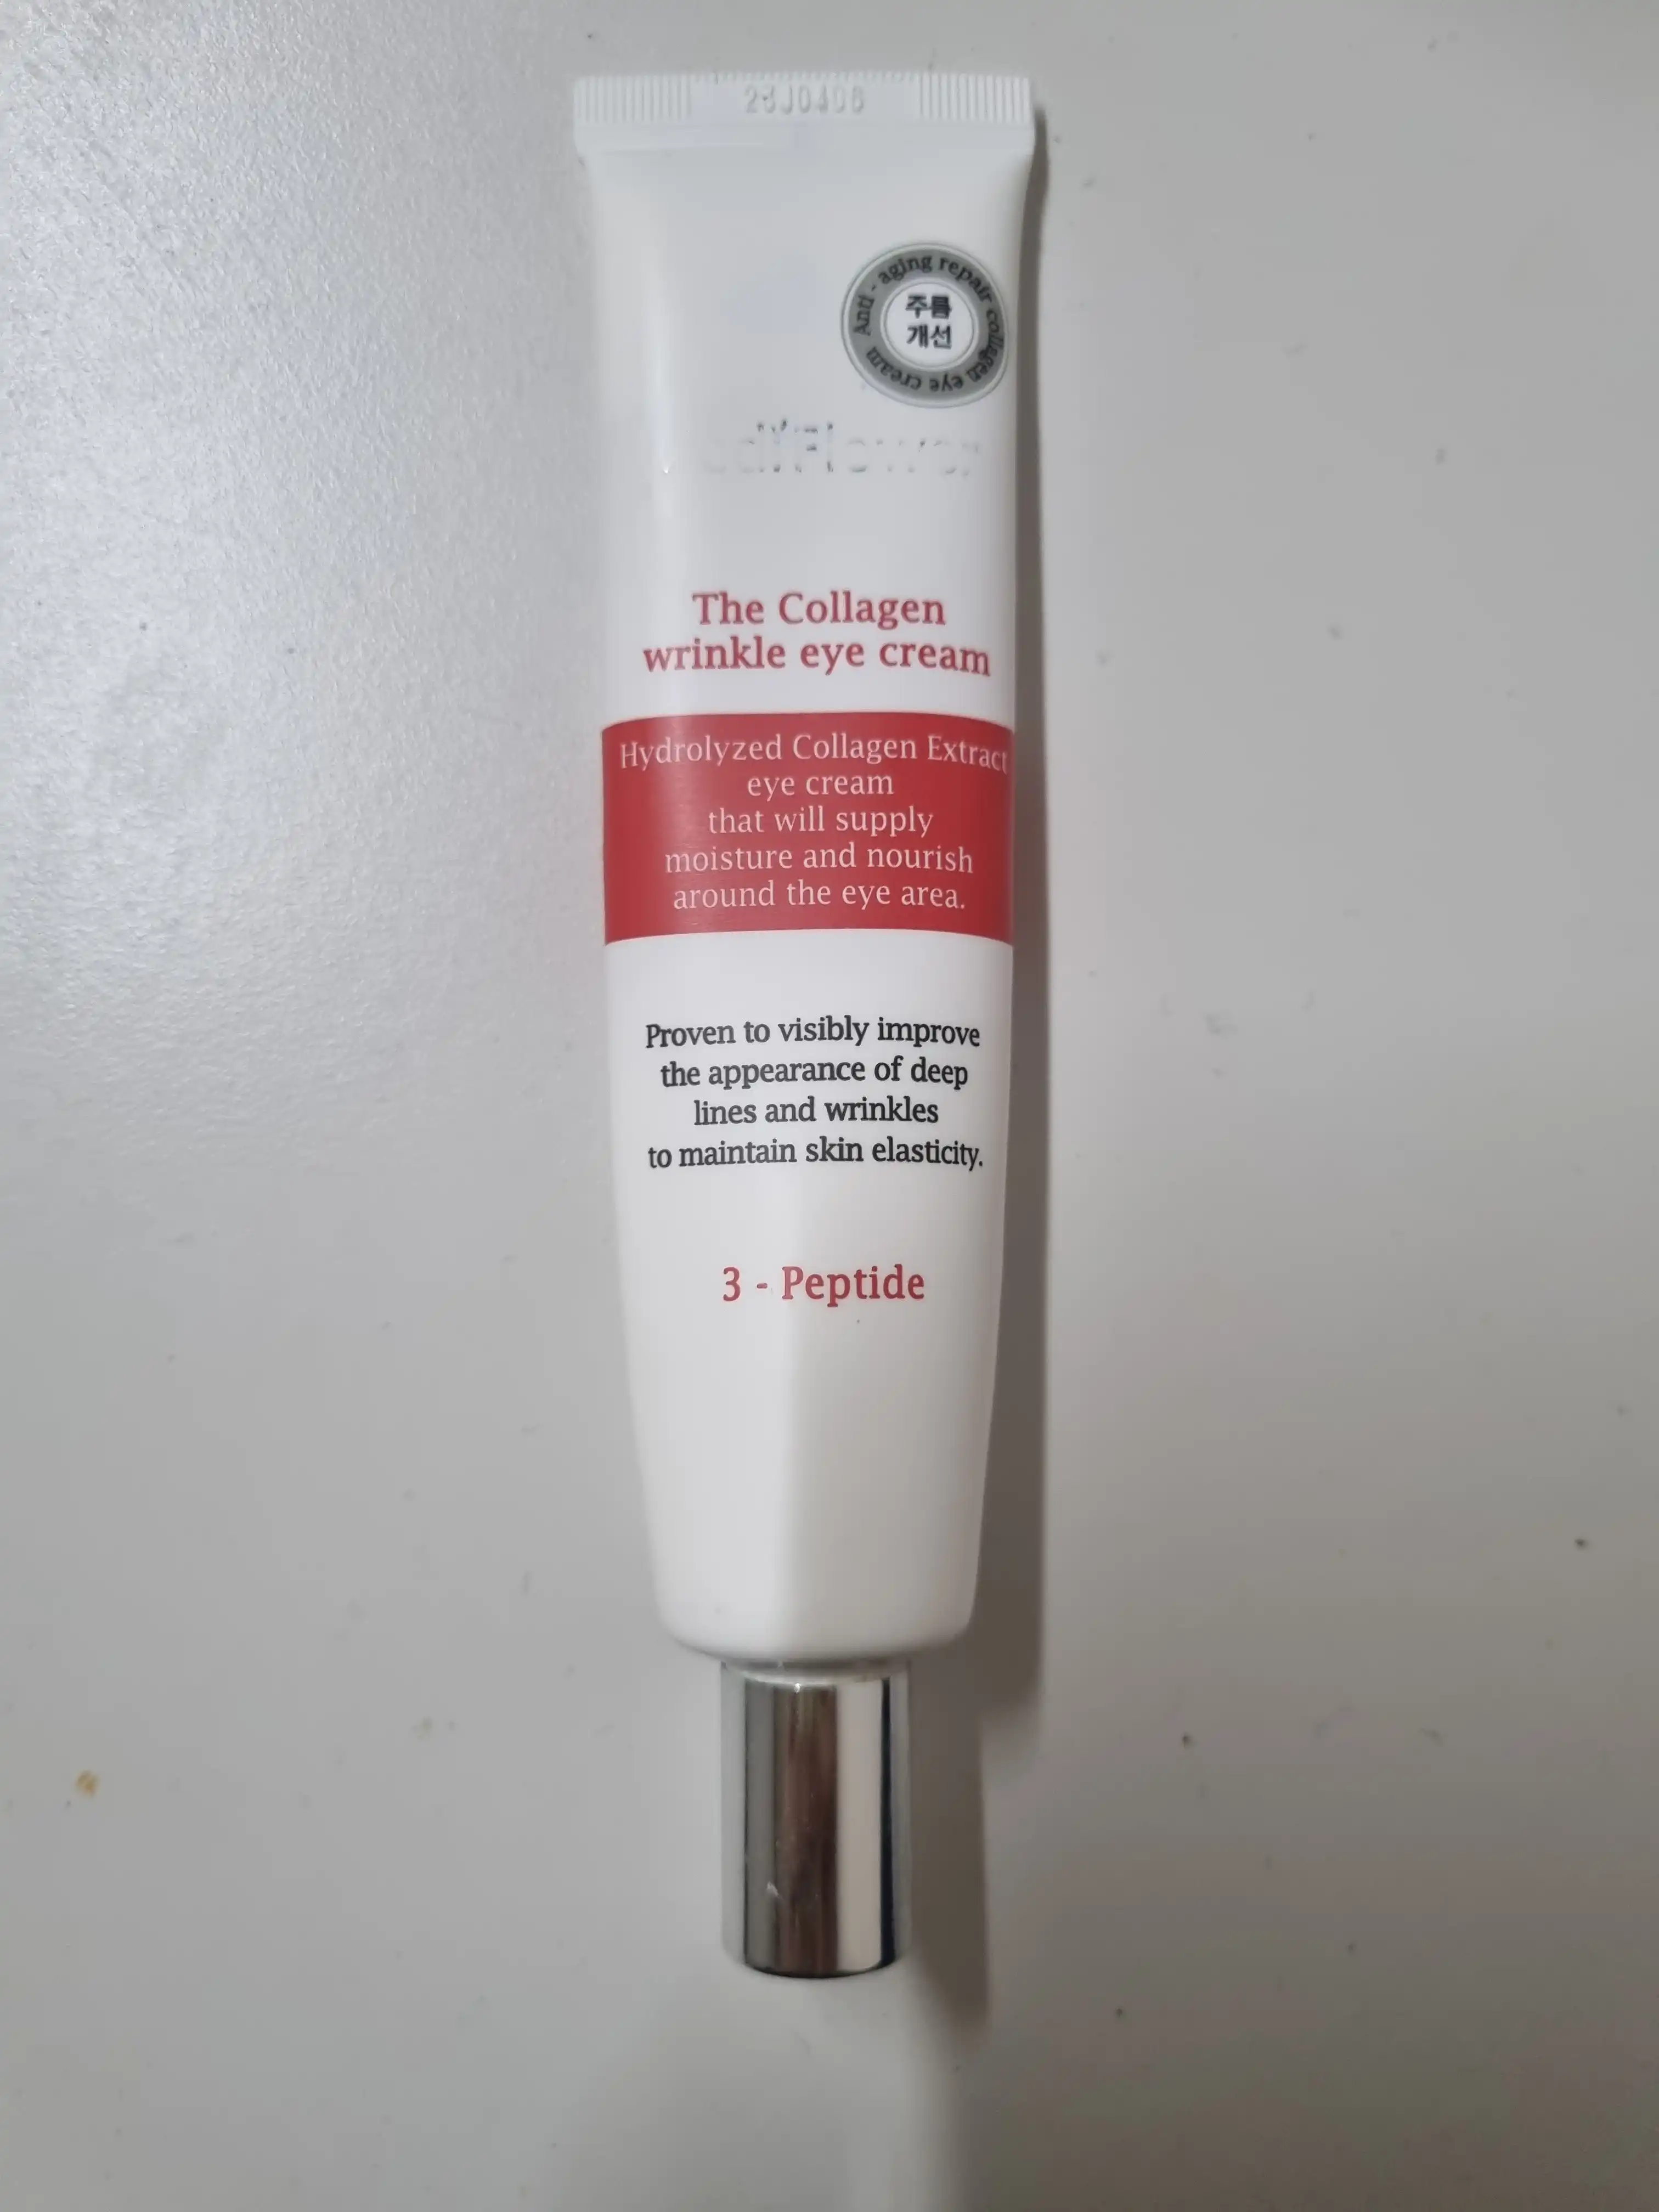 Anti - aging repair collagen eye cream
주름
개선
The Collagen
wrinkle eye cream
Hydrolyzed Collagen Extract
eye cream
that will supply
moisture and nourish
around the eye area.
Proven to visibly improve
the appearance of deep
lines and wrinkles
to maintain skin elasticity.
3 - Peptide